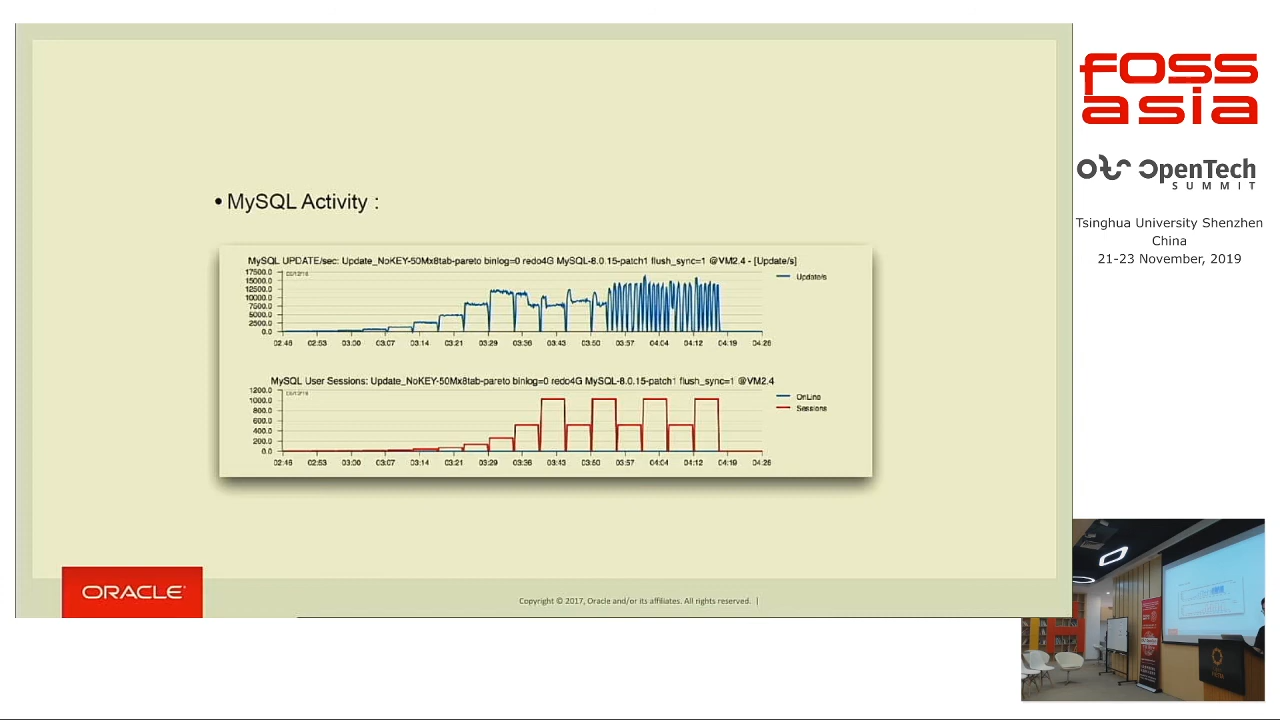 • MySQL Activity :
MySQL UPDATE/sec: Update_NoKEY-50Mx8tab-pareto binlog=0 redo4G MySQL-8.0.15-patch1 flush_sync=1 @VM2.4 - [Update/s]
17500.0
15000.0
12500.0
10000.0
7500.0
5000.0
2500.0
0.0
Update/s
02:46 02:53 03:00 03:07 03:14 03:21 03:29 03:36 03:43 03:50 03:57 04:04 04:12 04:19 04:26
MySQL User Sessions: Update_NoKEY-50Mx8tab-pareto binlog=0 redo4G MySQL-8.0.15-patch1 flush_sync=1 @VM2.4
1200.0
1000.0
800.0
600.0
400.0
200.0
0.0
OnLine
Sessions
02:46 02:53 03:00 03:07 03:14 03:21 03:29 03:36 03:43 03:50 03:57 04:04 04:12 04:19 04:26
ORACLE
Copyright © 2017, Oracle and/or its affiliates. All rights reserved. |
foss
asia
OpenTech
SUMMIT
Tsinghua University Shenzhen
China
21-23 November, 2019